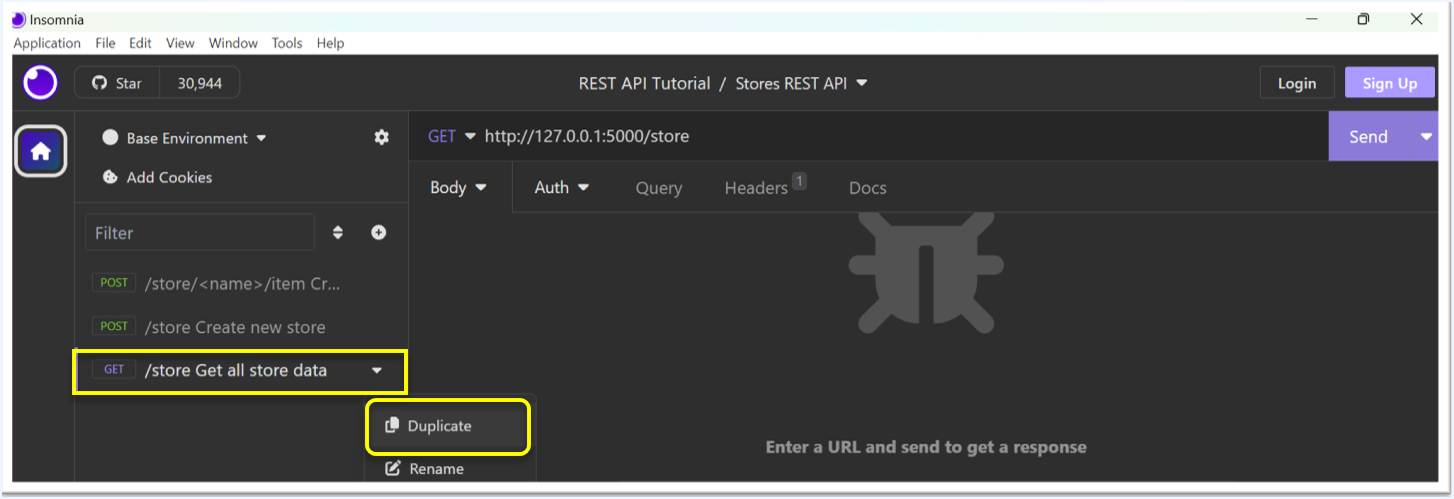 Insomnia
Application File Edit View Window Tools Help
Star 30,944 REST API Tutorial / Stores REST API Login Sign Up
Base Environment GET http://127.0.0.1:5000/store Send
Add Cookies Body Auth Query Headers 1 Docs
Filter
POST /store/<name>/item Cr...
POST /store Create new store
GET /store Get all store data
Duplicate
Enter a URL and send to get a response
Rename